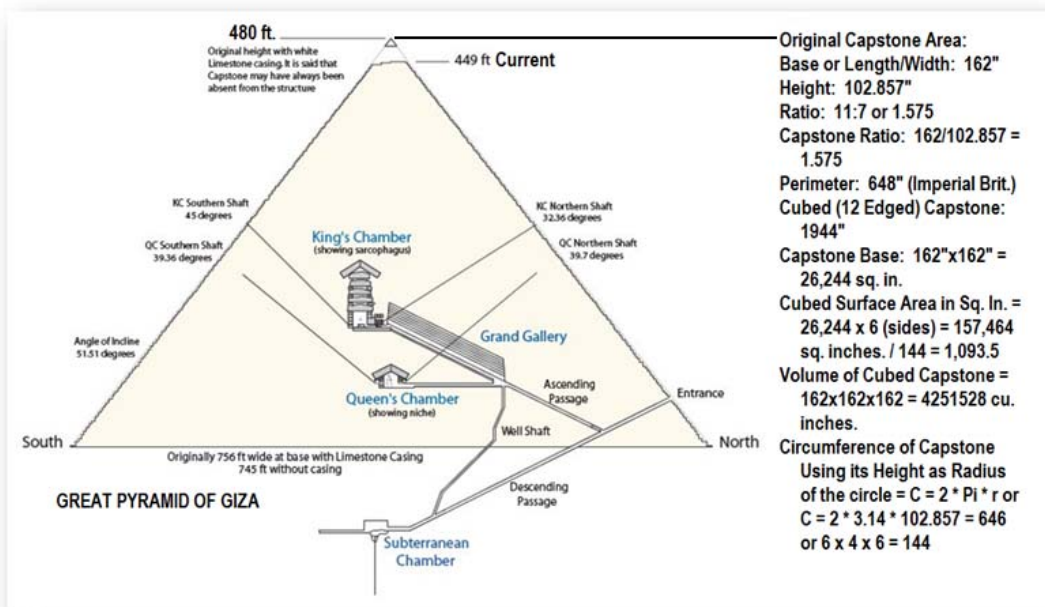 480 ft.
Original height with white
Limestone casing. It is said that
Capstone may have always been
absent from the structure
449 ft Current
KC Southern Shaft
45 degrees
QC Southern Shaft
39.36 degrees
KC Northern Shaft
32.36 degrees
QC Northern Shaft
39.7 degrees
King's Chamber
(showing sarcophagus)
Grand Gallery
Angle of Incline
51.51 degrees
Queen's Chamber
(showing niche)
Ascending
Passage
Entrance
Well Shaft
South
North
Originally 756 ft wide at base with Limestone Casing
745 ft without casing
Descending
Passage
GREAT PYRAMID OF GIZA
Subterranean
Chamber
Original Capstone Area:
Base or Length/Width: 162"
Height: 102.857"
Ratio: 11:7 or 1.575
Capstone Ratio: 162/102.857 =
1.575
Perimeter: 648" (Imperial Brit.)
Cubed (12 Edged) Capstone:
1944"
Capstone Base: 162"x162" =
26,244 sq. in.
Cubed Surface Area in Sq. In. =
26,244 x 6 (sides) = 157,464
sq. inches. / 144 = 1,093.5
Volume of Cubed Capstone =
162x162x162 = 4251528 cu.
inches.
Circumference of Capstone
Using its Height as Radius
of the circle = C = 2 * Pi * r or
C = 2 * 3.14 * 102.857 = 646
or 6 x 4 x 6 = 144